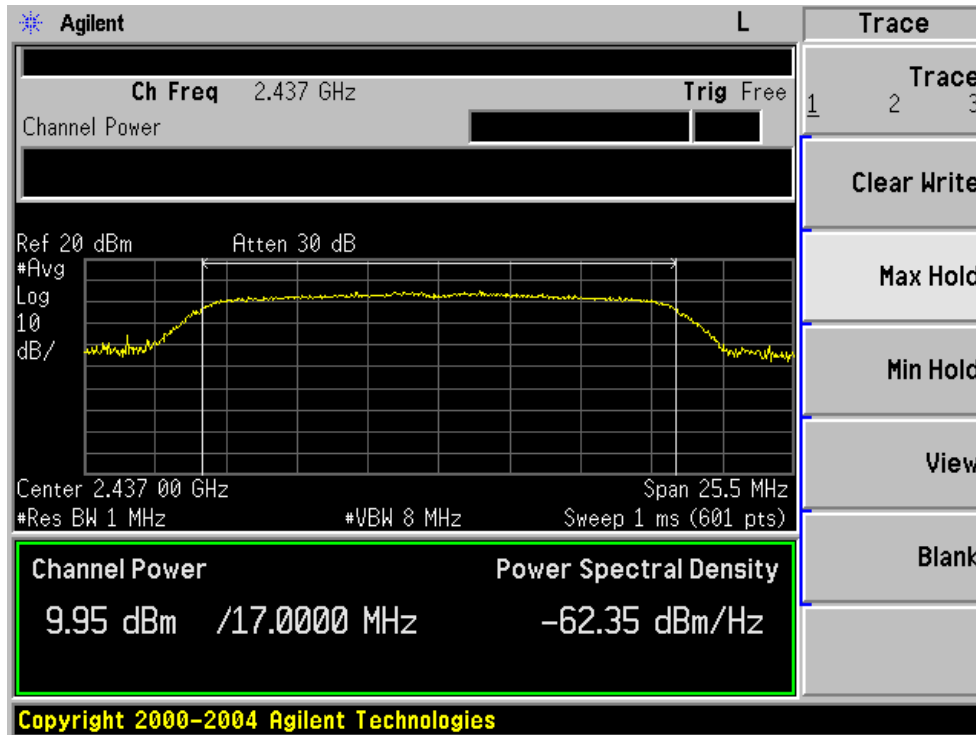 Agilent L Trace
Ch Freq 2.437 GHz Trig Free
Channel Power
Trace
1 2 3
Clear Write
Max Hold
Min Hold
View
Blank
Ref 20 dBm Atten 30 dB
#Avg
Log
10
dB/
Center 2.437 00 GHz Span 25.5 MHz
#Res BW 1 MHz #VBW 8 MHz Sweep 1 ms (601 pts)
Channel Power Power Spectral Density
9.95 dBm /17.0000 MHz -62.35 dBm/Hz
Copyright 2000-2004 Agilent Technologies